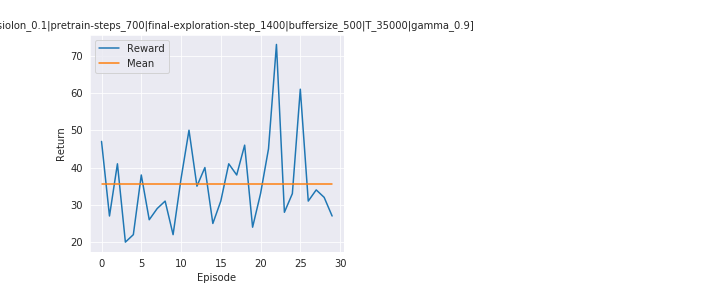 siolon_0.1|pretrain-steps_700|final-exploration-step_1400|buffersize_500|T_35000|gamma_0.9]
Reward
Mean
70
60
50
40
30
20
Return
0 5 10 15 20 25 30
Episode